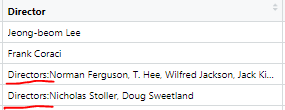 Director
Jeong-beom Lee
Frank Coraci
Directors:Norman Ferguson, T. Hee, Wilfred Jackson, Jack Ki...
Directors:Nicholas Stoller, Doug Sweetland